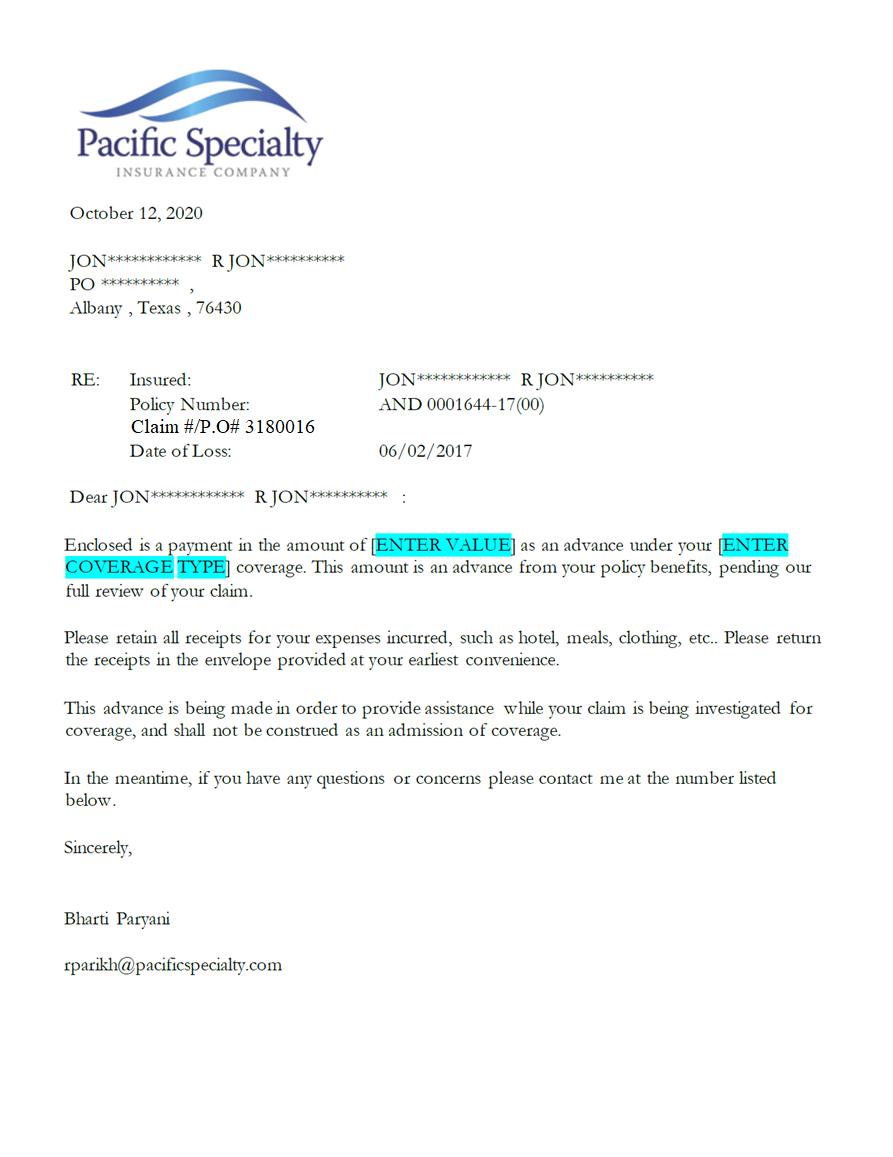 Pacific Specialty
INSURANCE COMPANY
October 12, 2020
JON************ R JON**********
PO ********** ,
Albany , Texas , 76430
RE: Insured: JON************ R JON**********
Policy Number: AND 0001644-17(00)
Claim #/P.O# 3180016
Date of Loss: 06/02/2017
Dear JON************ R JON********** :
Enclosed is a payment in the amount of [ENTER VALUE] as an advance under your [ENTER
COVERAGE TYPE] coverage. This amount is an advance from your policy benefits, pending our
full review of your claim.
Please retain all receipts for your expenses incurred, such as hotel, meals, clothing, etc.. Please return
the receipts in the envelope provided at your earliest convenience.
This advance is being made in order to provide assistance while your claim is being investigated for
coverage, and shall not be construed as an admission of coverage.
In the meantime, if you have any questions or concerns please contact me at the number listed
below.
Sincerely,
Bharti Paryani
rparikh@pacificspecialty.com